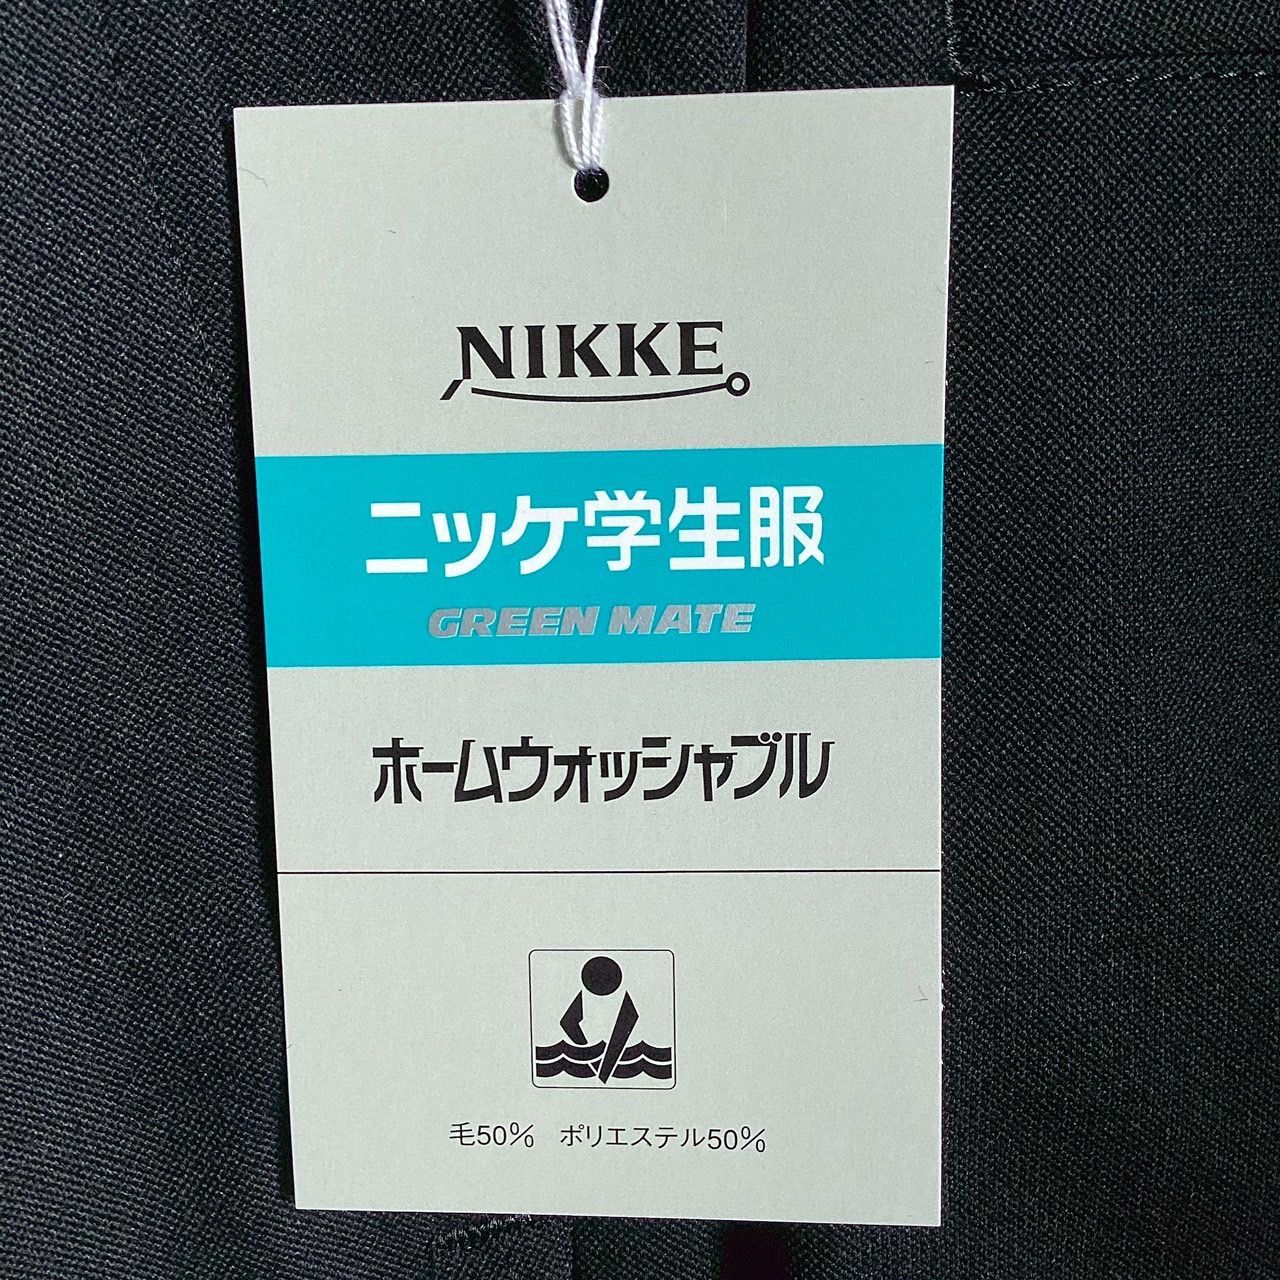 NIKKE
ニッケ学生服
GREEN MATE
ホームウォッシャブル
毛50% ポリエステル50%